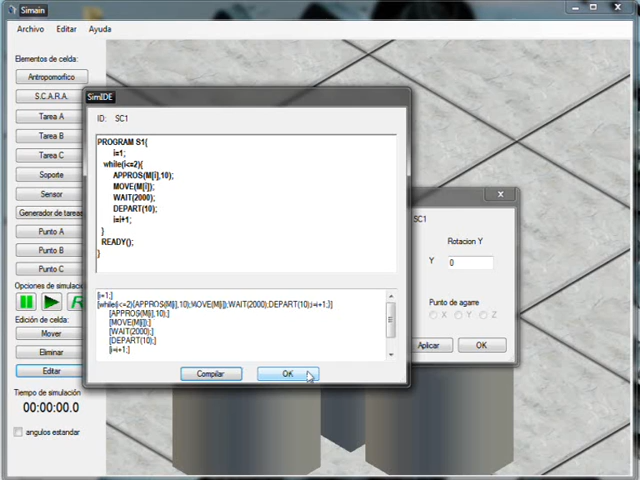 Simain
Archivo Editar Ayuda
Elementos de celda:
Antropomorfico
S.C.A.R.A.
Tarea A
Tarea B
Tarea C
Soporte
Sensor
Generador de tareas
Punto A
Punto B
Punto C
Opciones de simulació
R
Edición de celda:
Mover
Eliminar
Editar
Tiempo de simulación
00:00:00.0
angulos estandar
SimIDE
ID: SC1
PROGRAM S1{
i=1;
while(i<=2){
APPROS(M[i],10);
MOVE(M[i]);
WAIT(2000);
DEPART(10);
i=i+1;
}
READY();
}
[i=1;]
[while(i<=2){APPROS(M[i],10);MOVE(M[i]);WAIT(2000);DEPART(10);i=i+1;}]
[APPROS(M[i],10);]
[MOVE(M[i]);]
[WAIT(2000);]
[DEPART(10);]
[i=i+1;]
Compilar OK
SC1
Rotacion Y
Y 0
Punto de agarre
X Y Z
Aplicar OK